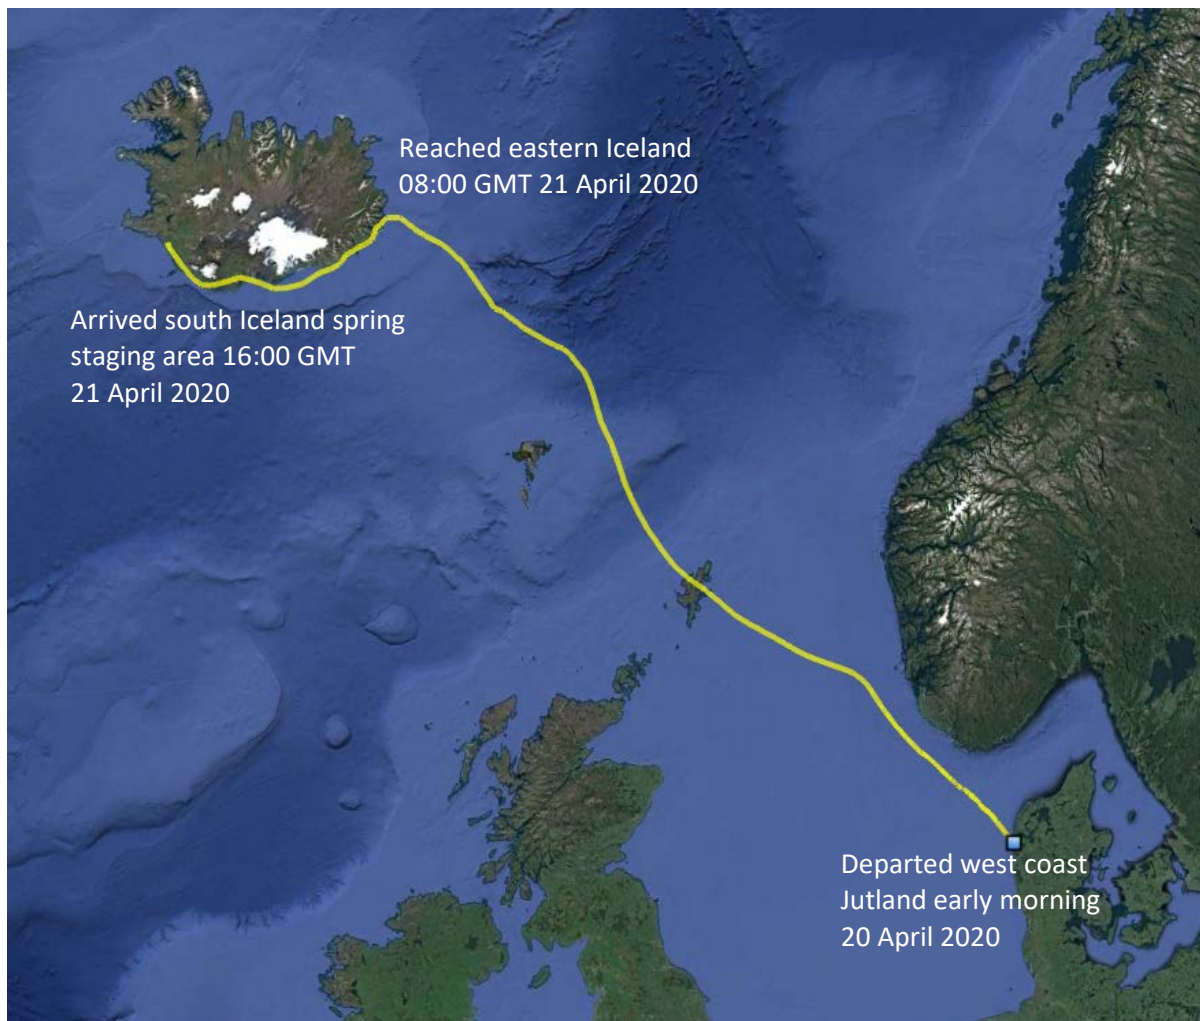 Reached eastern Iceland
08:00 GMT 21 April 2020
Arrived south Iceland spring
staging area 16:00 GMT
21 April 2020
Departed west coast
Jutland early morning
20 April 2020